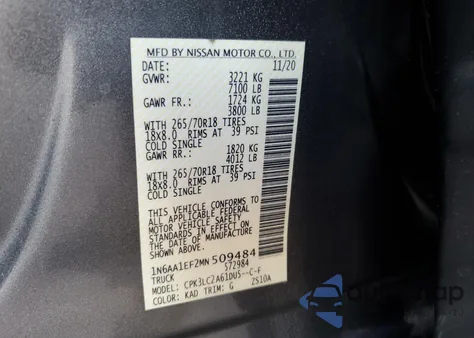 MFD BY NISSAN MOTOR CO., LTD.
DATE: 11/20
GVWR: 3221 KG
7100 LB
GAWR FR.: 1724 KG
3800 LB
WITH 265/70R18 TIRES
18x8.0 RIMS AT 39 PSI
COLD SINGLE
GAWR RR.: 1820 KG
4012 LB
WITH 265/70R18 TIRES
18x8.0 RIMS AT 39 PSI
COLD SINGLE
THIS VEHICLE CONFORMS TO
ALL APPLICABLE FEDERAL
MOTOR VEHICLE SAFETY
STANDARDS IN EFFECT ON THE
DATE OF MFR. SHOWN ABOVE
1N6AA1EF2MN509484
TRUCK 572984
MODEL: CPK3LC2A61DU5--C-F
COLOR: KAD TRIM: G 2S10A